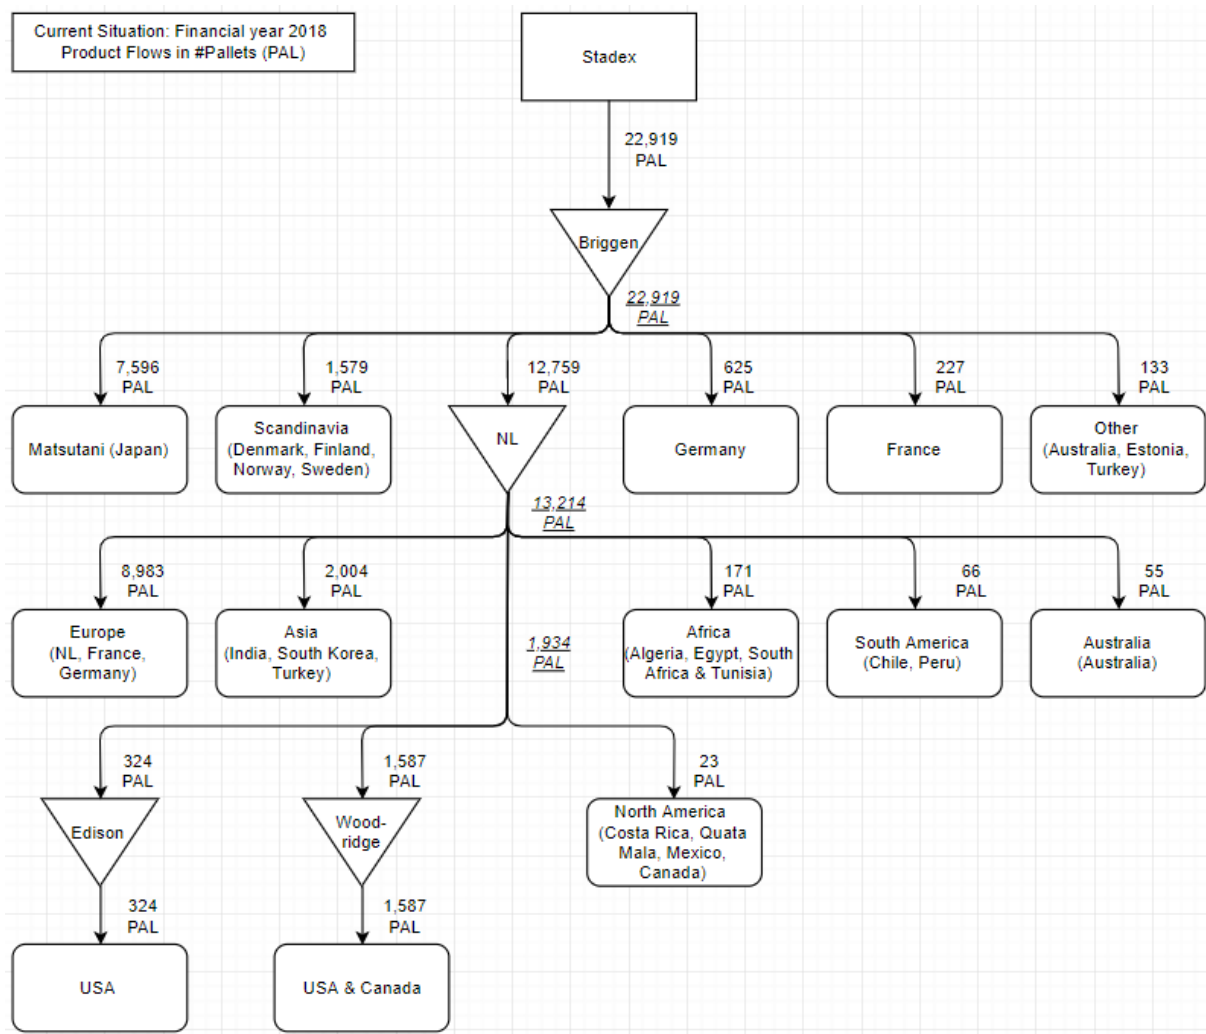 Current Situation: Financial year 2018
Product Flows in #Pallets (PAL)
Stadex
22,919
PAL
Briggen
22,919
PAL
7,596
PAL
1,579
PAL
12,759
PAL
625
PAL
227
PAL
133
PAL
Matsutani (Japan)
Scandinavia
(Denmark, Finland,
Norway, Sweden)
NL
Germany
France
Other
(Australia, Estonia,
Turkey)
13,214
PAL
8,983
PAL
2,004
PAL
171
PAL
66
PAL
55
PAL
Europe
(NL, France,
Germany)
Asia
(India, South Korea,
Turkey)
1,934
PAL
Africa
(Algeria, Egypt, South
Africa & Tunisia)
South America
(Chile, Peru)
Australia
(Australia)
324
PAL
1,587
PAL
23
PAL
Edison
Wood-
ridge
North America
(Costa Rica, Quata
Mala, Mexico,
Canada)
324
PAL
1,587
PAL
USA
USA & Canada